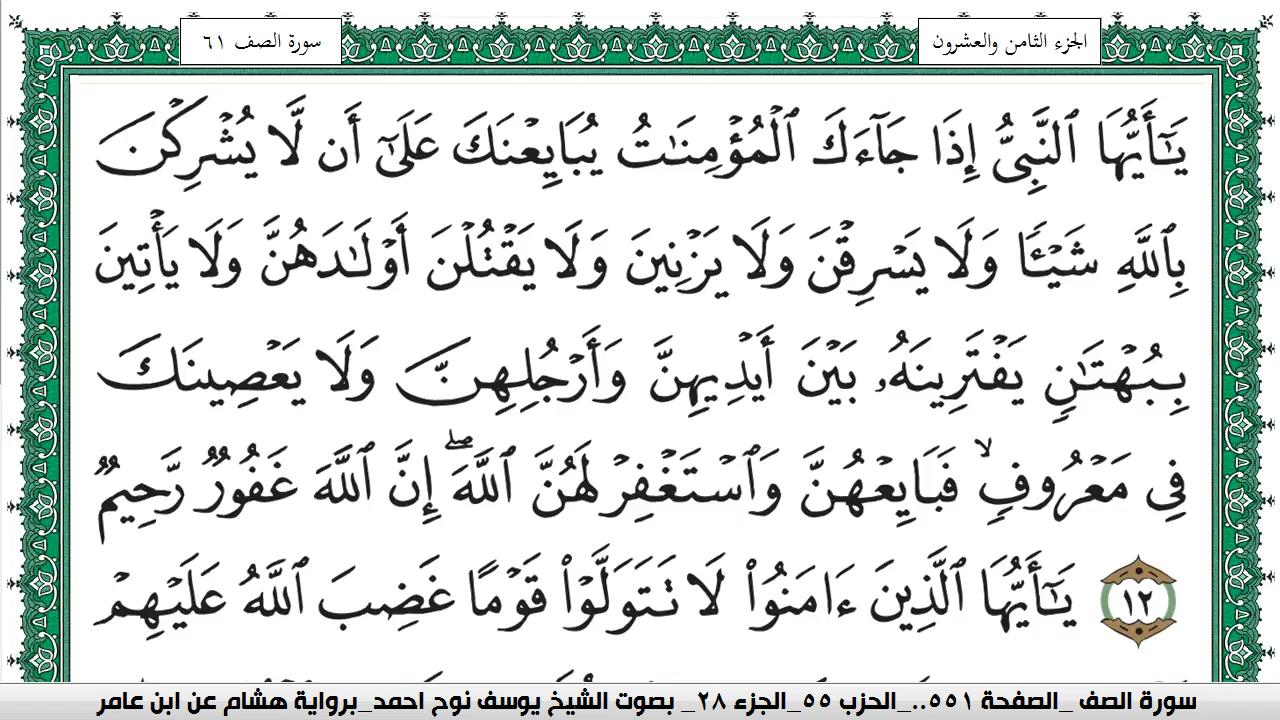 الجزء الثامن والعشرون
سورة الصف ٦١
يَـٰٓأَيُّهَا ٱلنَّبِىُّ إِذَا جَآءَكَ ٱلْمُؤْمِنَـٰتُ يُبَايِعْنَكَ عَلَىٰٓ أَن لَّا يُشْرِكْنَ
بِٱللَّهِ شَيْـًٔا وَلَا يَسْرِقْنَ وَلَا يَزْنِينَ وَلَا يَقْتُلْنَ أَوْلَـٰدَهُنَّ وَلَا يَأْتِينَ
بِبُهْتَـٰنٍ يَفْتَرِينَهُۥ بَيْنَ أَيْدِيهِنَّ وَأَرْجُلِهِنَّ وَلَا يَعْصِينَكَ
فِى مَعْرُوفٍ ۙ فَبَايِعْهُنَّ وَٱسْتَغْفِرْ لَهُنَّ ٱللَّهَ ۖ إِنَّ ٱللَّهَ غَفُورٌ رَّحِيمٌ
١٢ يَـٰٓأَيُّهَا ٱلَّذِينَ ءَامَنُوا۟ لَا تَتَوَلَّوْا۟ قَوْمًا غَضِبَ ٱللَّهُ عَلَيْهِمْ
سورة الصف _الصفحة ٥٥١.._الحزب ٥٥_الجزء ٢٨_ بصوت الشيخ يوسف نوح احمد_برواية هشام عن ابن عامر